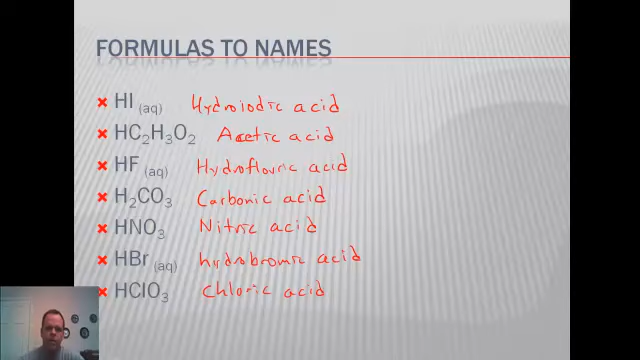 FORMULAS TO NAMES
× HI (aq) Hydroiodic acid
× HC₂H₃O₂ Acetic acid
× HF (aq) Hydroflouric acid
× H₂CO₃ Carbonic acid
× HNO₃ Nitric acid
× HBr (aq) hydrobromic acid
× HClO₃ Chloric acid